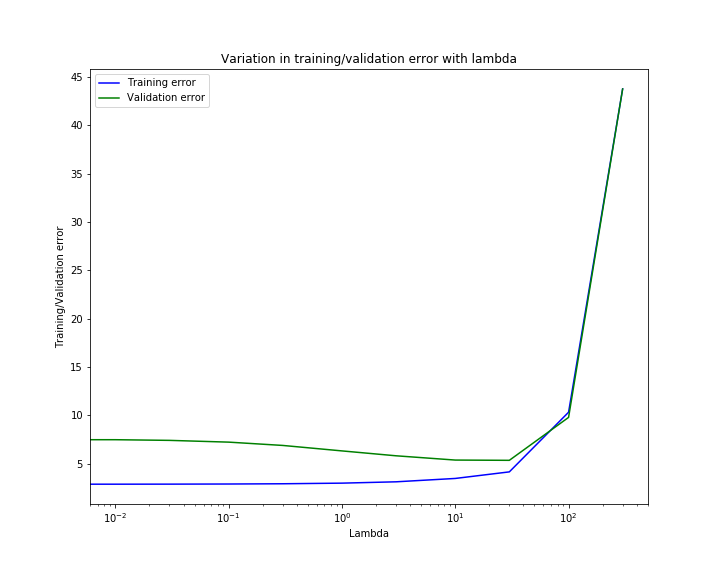 Variation in training/validation error with lambda
Training error
Validation error
45
40
35
30
25
20
15
10
5
Training/Validation error
10⁻²
10⁻¹
10⁰
10¹
10²
Lambda